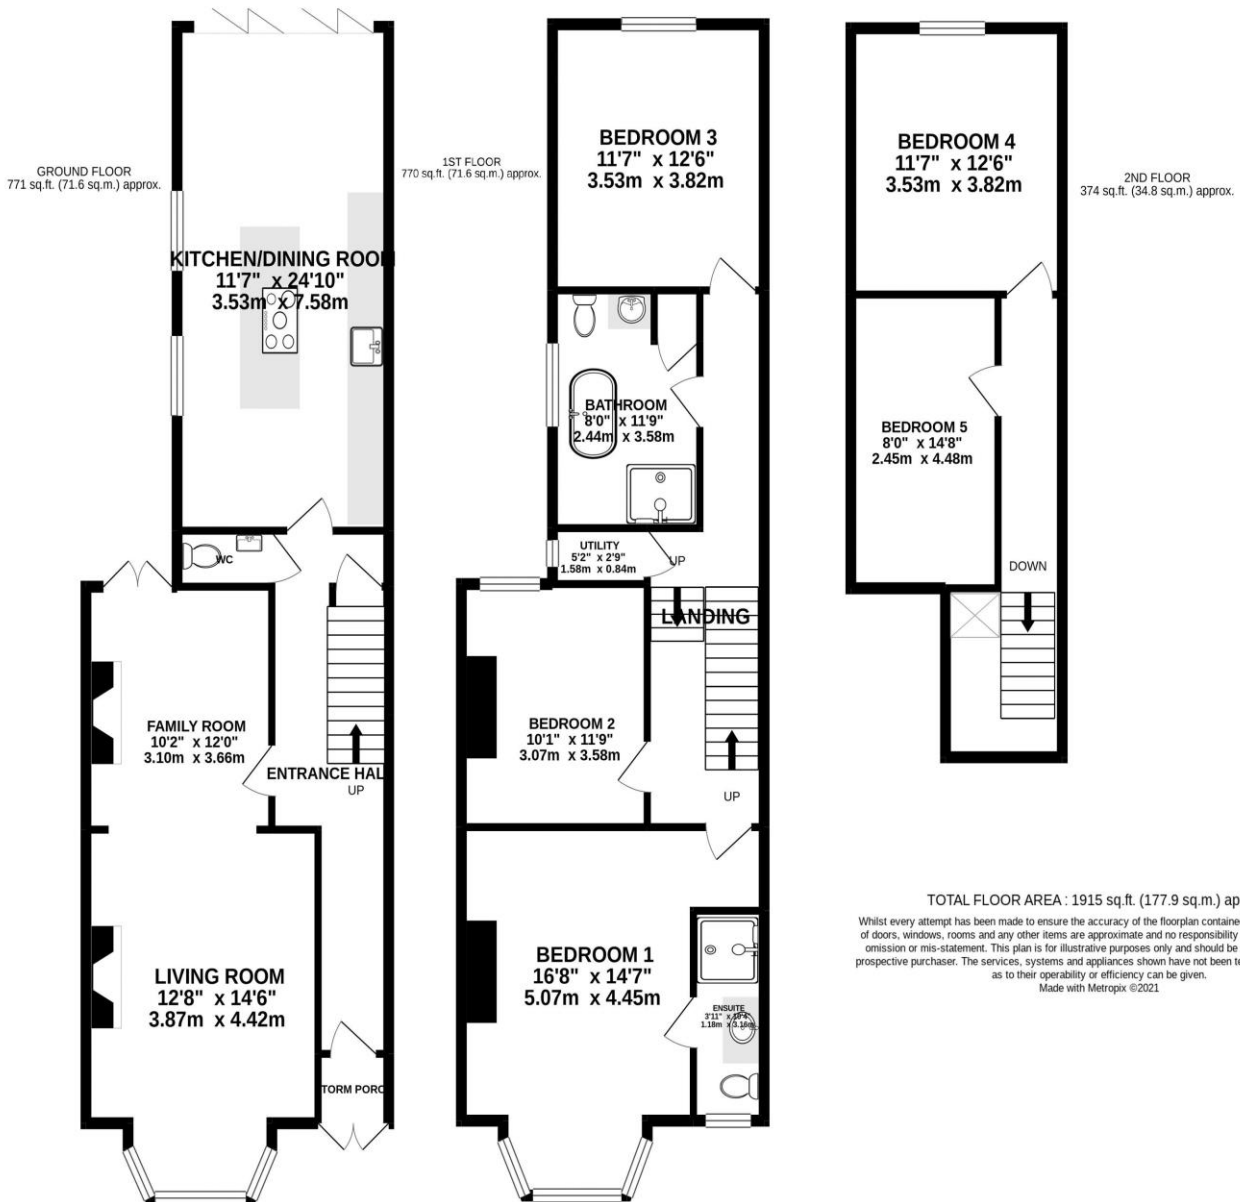 GROUND FLOOR
771 sq.ft. (71.6 sq.m.) approx.
KITCHEN/DINING ROOM
11'7" x 24'10"
3.53m x 7.58m
WC
FAMILY ROOM
10'2" x 12'0"
3.10m x 3.66m
ENTRANCE HAL
UP
LIVING ROOM
12'8" x 14'6"
3.87m x 4.42m
TORM PORC
1ST FLOOR
770 sq.ft. (71.6 sq.m.) approx.
BEDROOM 3
11'7" x 12'6"
3.53m x 3.82m
BATHROOM
8'0" x 11'9"
2.44m x 3.58m
UTILITY
5'2" x 2'9"
1.58m x 0.84m
UP
LANDING
BEDROOM 2
10'1" x 11'9"
3.07m x 3.58m
UP
BEDROOM 1
16'8" x 14'7"
5.07m x 4.45m
ENSUITE
3'11" x 10'4"
1.18m x 3.16m
2ND FLOOR
374 sq.ft. (34.8 sq.m.) approx.
BEDROOM 4
11'7" x 12'6"
3.53m x 3.82m
BEDROOM 5
8'0" x 14'8"
2.45m x 4.48m
DOWN
TOTAL FLOOR AREA : 1915 sq.ft. (177.9 sq.m.) ap
Whilst every attempt has been made to ensure the accuracy of the floorplan containe
of doors, windows, rooms and any other items are approximate and no responsibility
omission or mis-statement. This plan is for illustrative purposes only and should be
prospective purchaser. The services, systems and appliances shown have not been te
as to their operability or efficiency can be given.
Made with Metropix ©2021